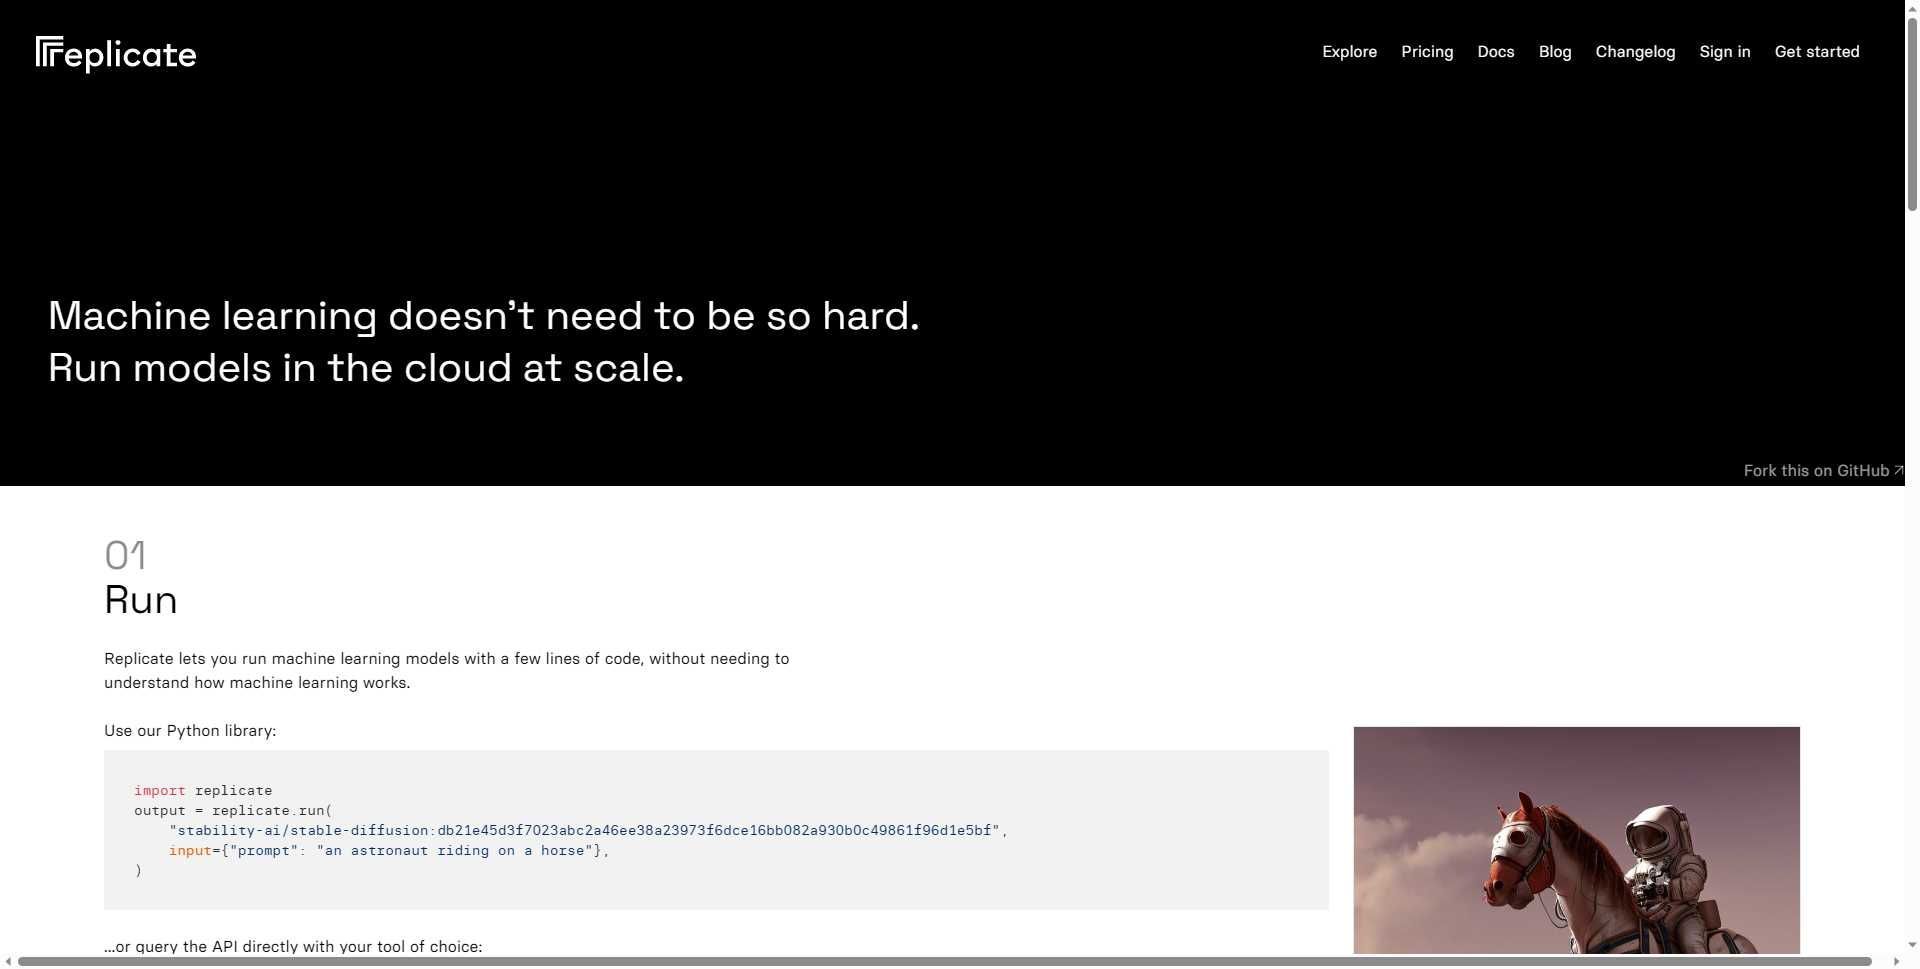 replicate
Explore Pricing Docs Blog Changelog Sign in Get started
Machine learning doesn’t need to be so hard.
Run models in the cloud at scale.
Fork this on GitHub
01
Run
Replicate lets you run machine learning models with a few lines of code, without needing to
understand how machine learning works.
Use our Python library:
import replicate
output = replicate.run(
    "stability-ai/stable-diffusion:db21e45d3f7023abc2a46ee38a23973f6dce16bb082a930b0c49861f96d1e5bf",
    input={"prompt": "an astronaut riding on a horse"},
)
...or query the API directly with your tool of choice: